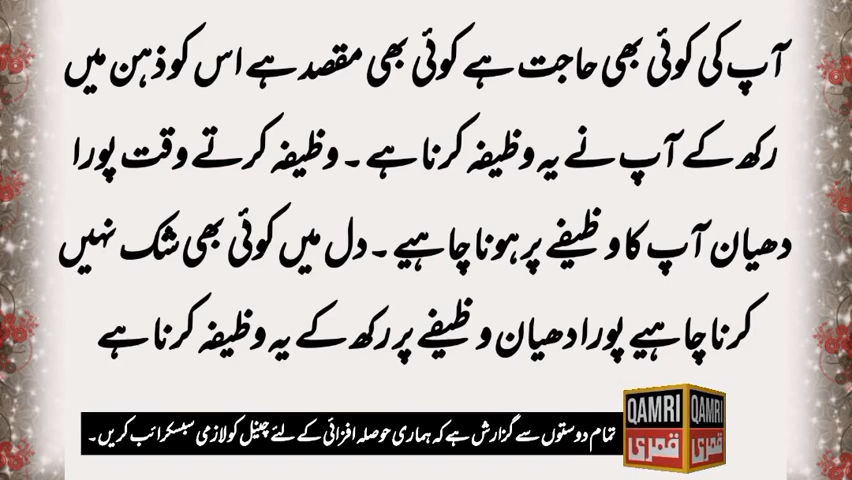 آپ کی کوئی بھی حاجت ہے کوئی بھی مقصد ہے اس کو ذہن میں
رکھ کے آپ نے یہ وظیفہ کرنا ہے ۔ وظیفہ کرتے وقت پورا
دھیان آپ کا وظیفے پر ہونا چاہیے ۔ دل میں کوئی بھی شک نہیں
کرنا چاہیے پورا دھیان وظیفے پر رکھ کے یہ وظیفہ کرنا ہے
تمام دوستوں سے گزارش ہے کہ ہماری حوصلہ افزائی کے لئے چینل کو لازمی سبسکرائب کریں ۔
QAMRI QAMRI
قمری قمری